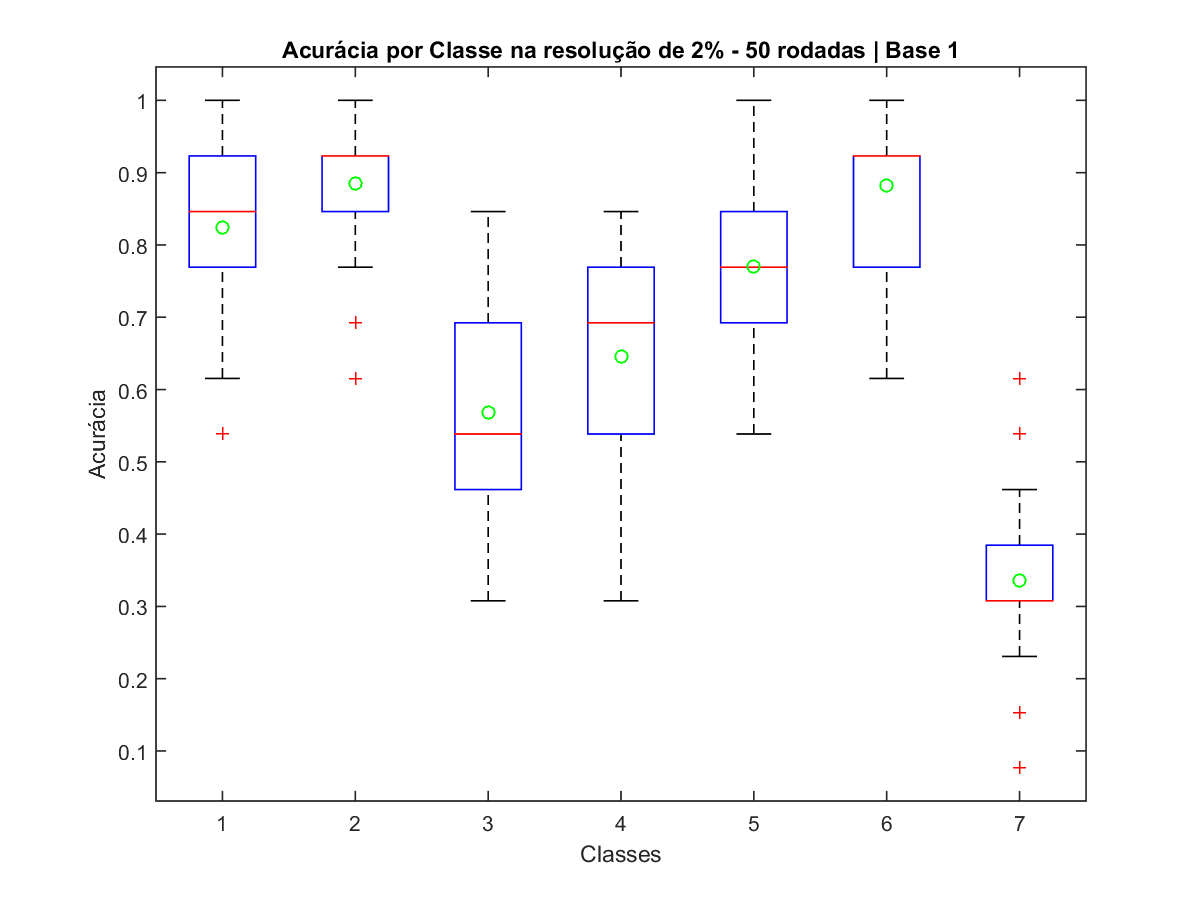 Acurácia por Classe na resolução de 2% - 50 rodadas | Base 1
1
0.9
0.8
0.7
0.6
0.5
0.4
0.3
0.2
0.1
Acurácia
1 2 3 4 5 6 7
Classes